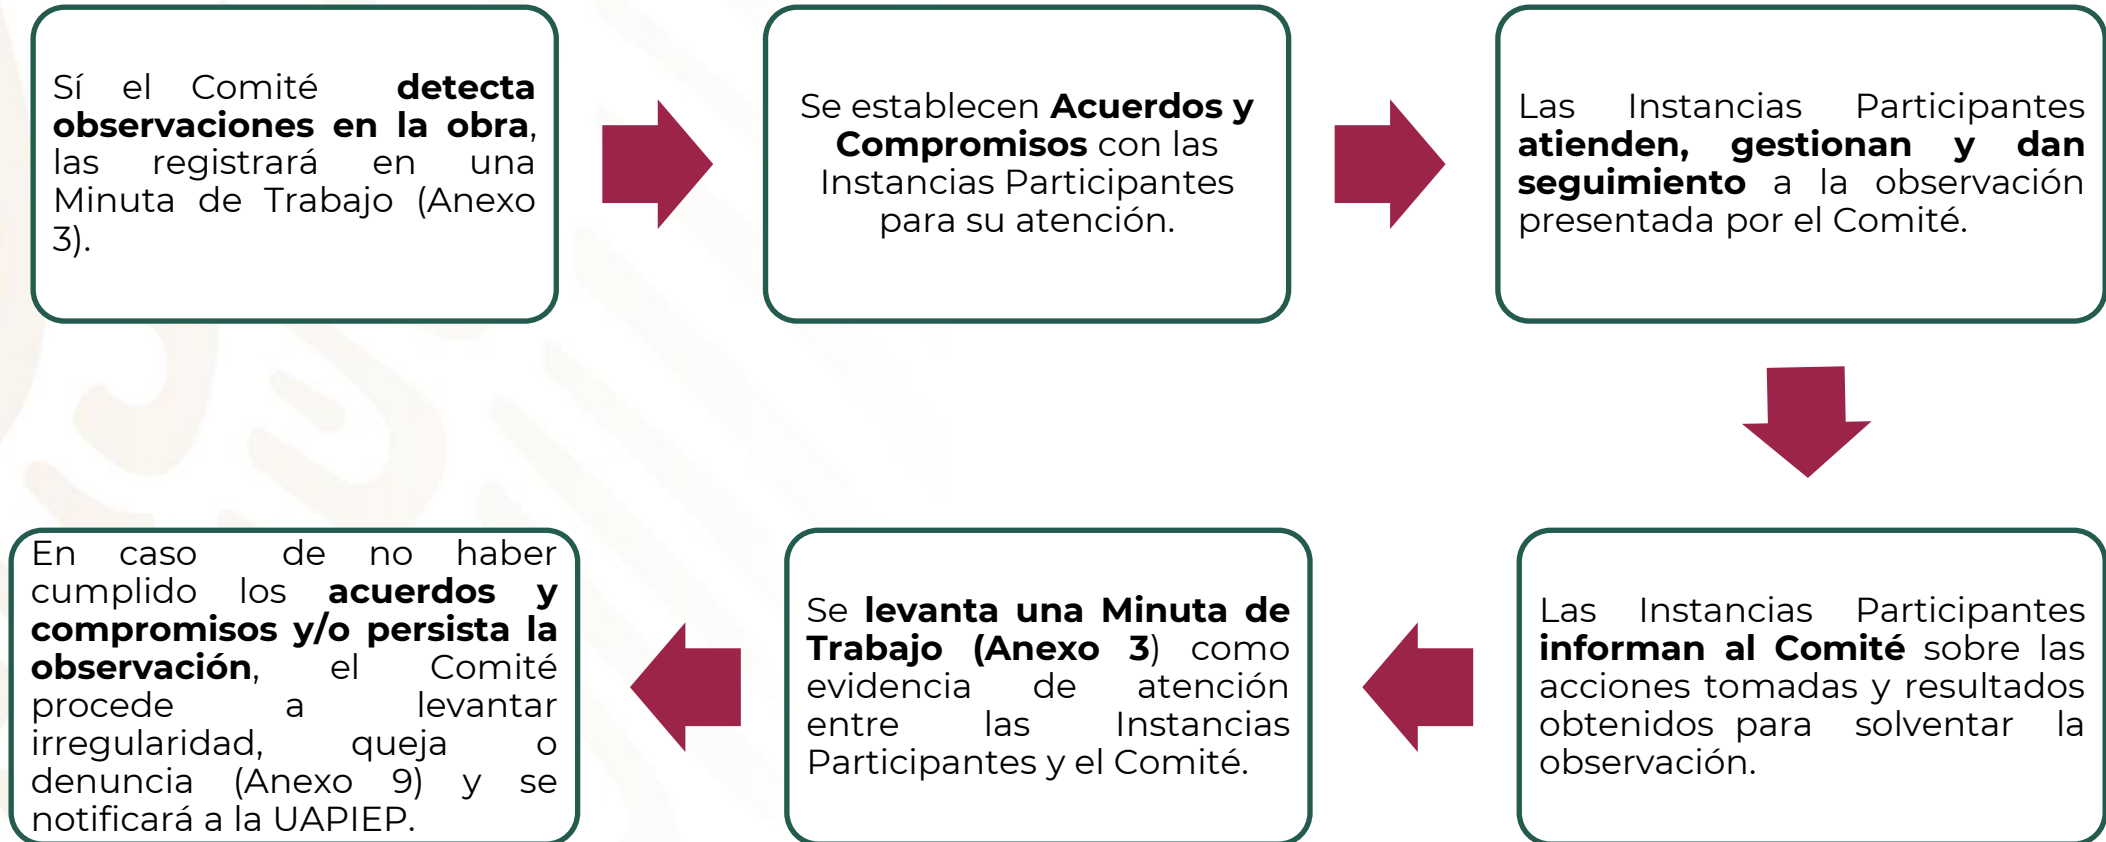 Sí el Comité detecta
observaciones en la obra,
las registrará en una
Minuta de Trabajo (Anexo
3).
Se establecen Acuerdos y
Compromisos con las
Instancias Participantes
para su atención.
Las Instancias Participantes
atienden, gestionan y dan
seguimiento a la observación
presentada por el Comité.
Las Instancias Participantes
informan al Comité sobre las
acciones tomadas y resultados
obtenidos para solventar la
observación.
Se levanta una Minuta de
Trabajo (Anexo 3) como
evidencia de atención
entre las Instancias
Participantes y el Comité.
En caso de no haber
cumplido los acuerdos y
compromisos y/o persista la
observación, el Comité
procede a levantar
irregularidad, queja o
denuncia (Anexo 9) y se
notificará a la UAPIEP.